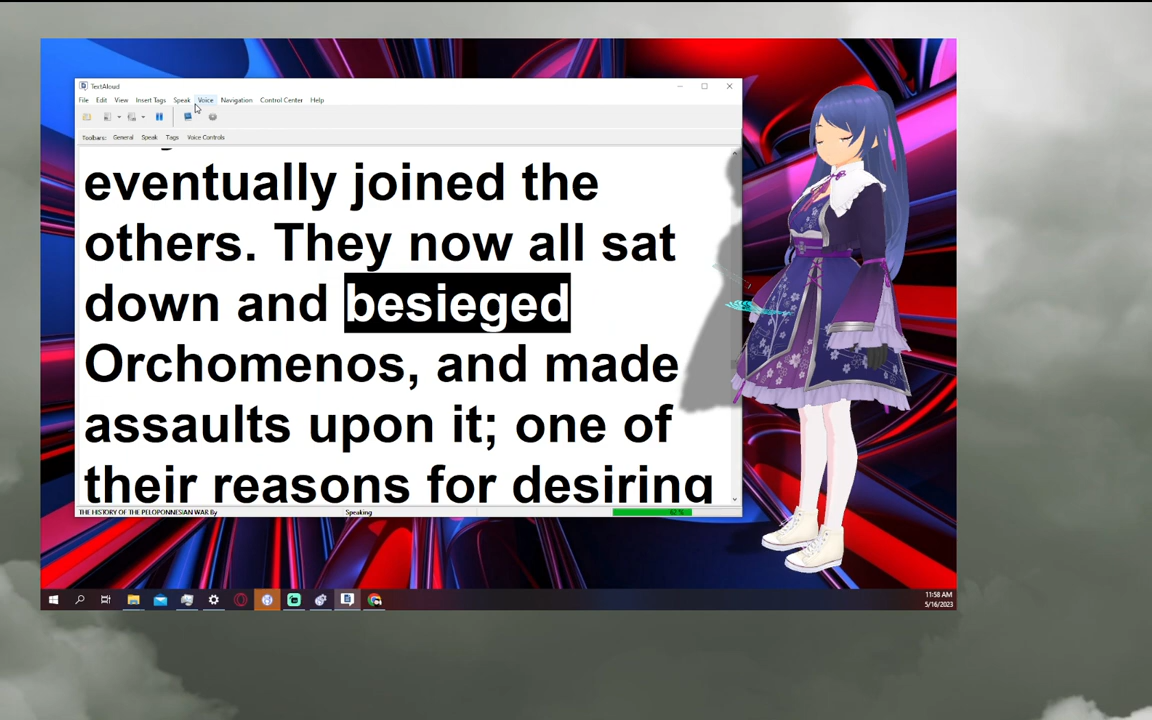 TextAloud
File Edit View Insert Tags Speak Voice Navigation Control Center Help
Toolbars: General Speak Tags Voice Controls
eventually joined the
others. They now all sat
down and besieged
Orchomenos, and made
assaults upon it; one of
their reasons for desiring
THE HISTORY OF THE PELOPONNESIAN WAR By Speaking 62 %
11:58 AM
5/16/2023